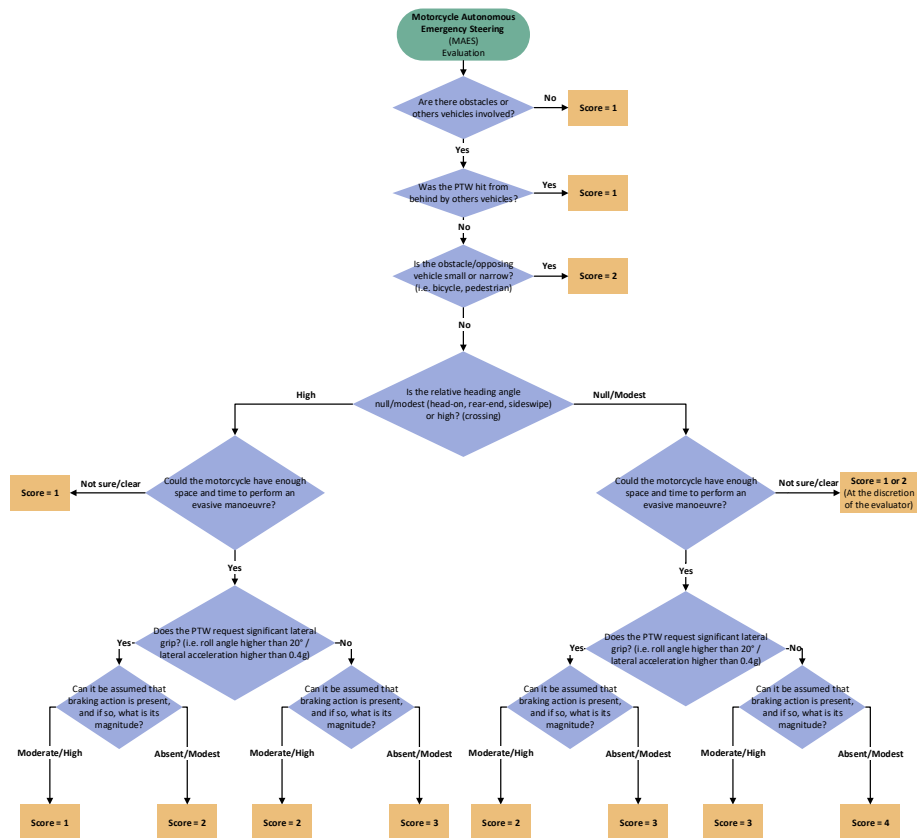 Motorcycle Autonomous
Emergency Steering
(MAES)
Evaluation
Are there obstacles or
others vehicles involved?
No
Score = 1
Yes
Was the PTW hit from
behind by others vehicles?
Yes
Score = 1
No
Is the obstacle/opposing
vehicle small or narrow?
(i.e. bicycle, pedestrian)
Yes
Score = 2
No
Is the relative heading angle
null/modest (head-on, rear-end, sideswipe)
or high? (crossing)
High
Null/Modest
Could the motorcycle have enough
space and time to perform an
evasive manoeuvre?
Not sure/clear
Score = 1
Could the motorcycle have enough
space and time to perform an
evasive manoeuvre?
Not sure/clear
Score = 1 or 2
(At the discretion
of the evaluator)
Yes
Yes
Does the PTW request significant lateral
grip? (i.e. roll angle higher than 20° /
lateral acceleration higher than 0.4g)
Yes
No
Does the PTW request significant lateral
grip? (i.e. roll angle higher than 20° /
lateral acceleration higher than 0.4g)
Yes
No
Can it be assumed that
braking action is present,
and if so, what is its
magnitude?
Can it be assumed that
braking action is present,
and if so, what is its
magnitude?
Can it be assumed that
braking action is present,
and if so, what is its
magnitude?
Can it be assumed that
braking action is present,
and if so, what is its
magnitude?
Moderate/High
Absent/Modest
Moderate/High
Absent/Modest
Moderate/High
Absent/Modest
Moderate/High
Absent/Modest
Score = 1
Score = 2
Score = 2
Score = 3
Score = 2
Score = 3
Score = 3
Score = 4